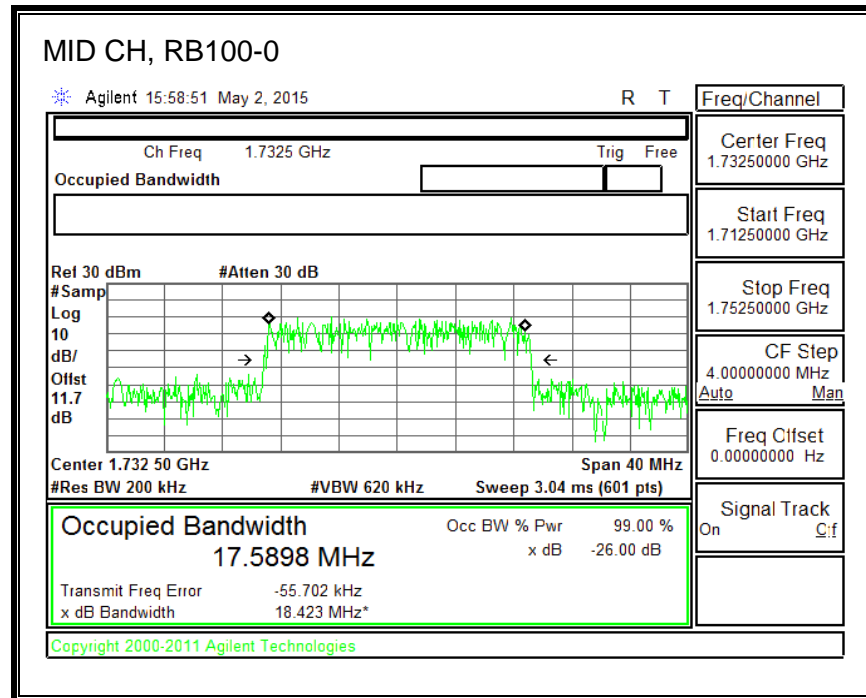 MID CH, RB100-0
Agilent 15:58:51 May 2, 2015 R T
Freq/Channel
Ch Freq 1.7325 GHz Trig Free
Occupied Bandwidth
Center Freq
1.73250000 GHz
Start Freq
1.71250000 GHz
Stop Freq
1.75250000 GHz
CF Step
4.00000000 MHz
Auto Man
Freq Offset
0.00000000 Hz
Signal Track
On Off
Ref 30 dBm #Atten 30 dB
#Samp
Log
10
dB/
Offst
11.7
dB
Center 1.732 50 GHz Span 40 MHz
#Res BW 200 kHz #VBW 620 kHz Sweep 3.04 ms (601 pts)
Occupied Bandwidth
17.5898 MHz
Occ BW % Pwr 99.00 %
x dB -26.00 dB
Transmit Freq Error -55.702 kHz
x dB Bandwidth 18.423 MHz*
Copyright 2000-2011 Agilent Technologies